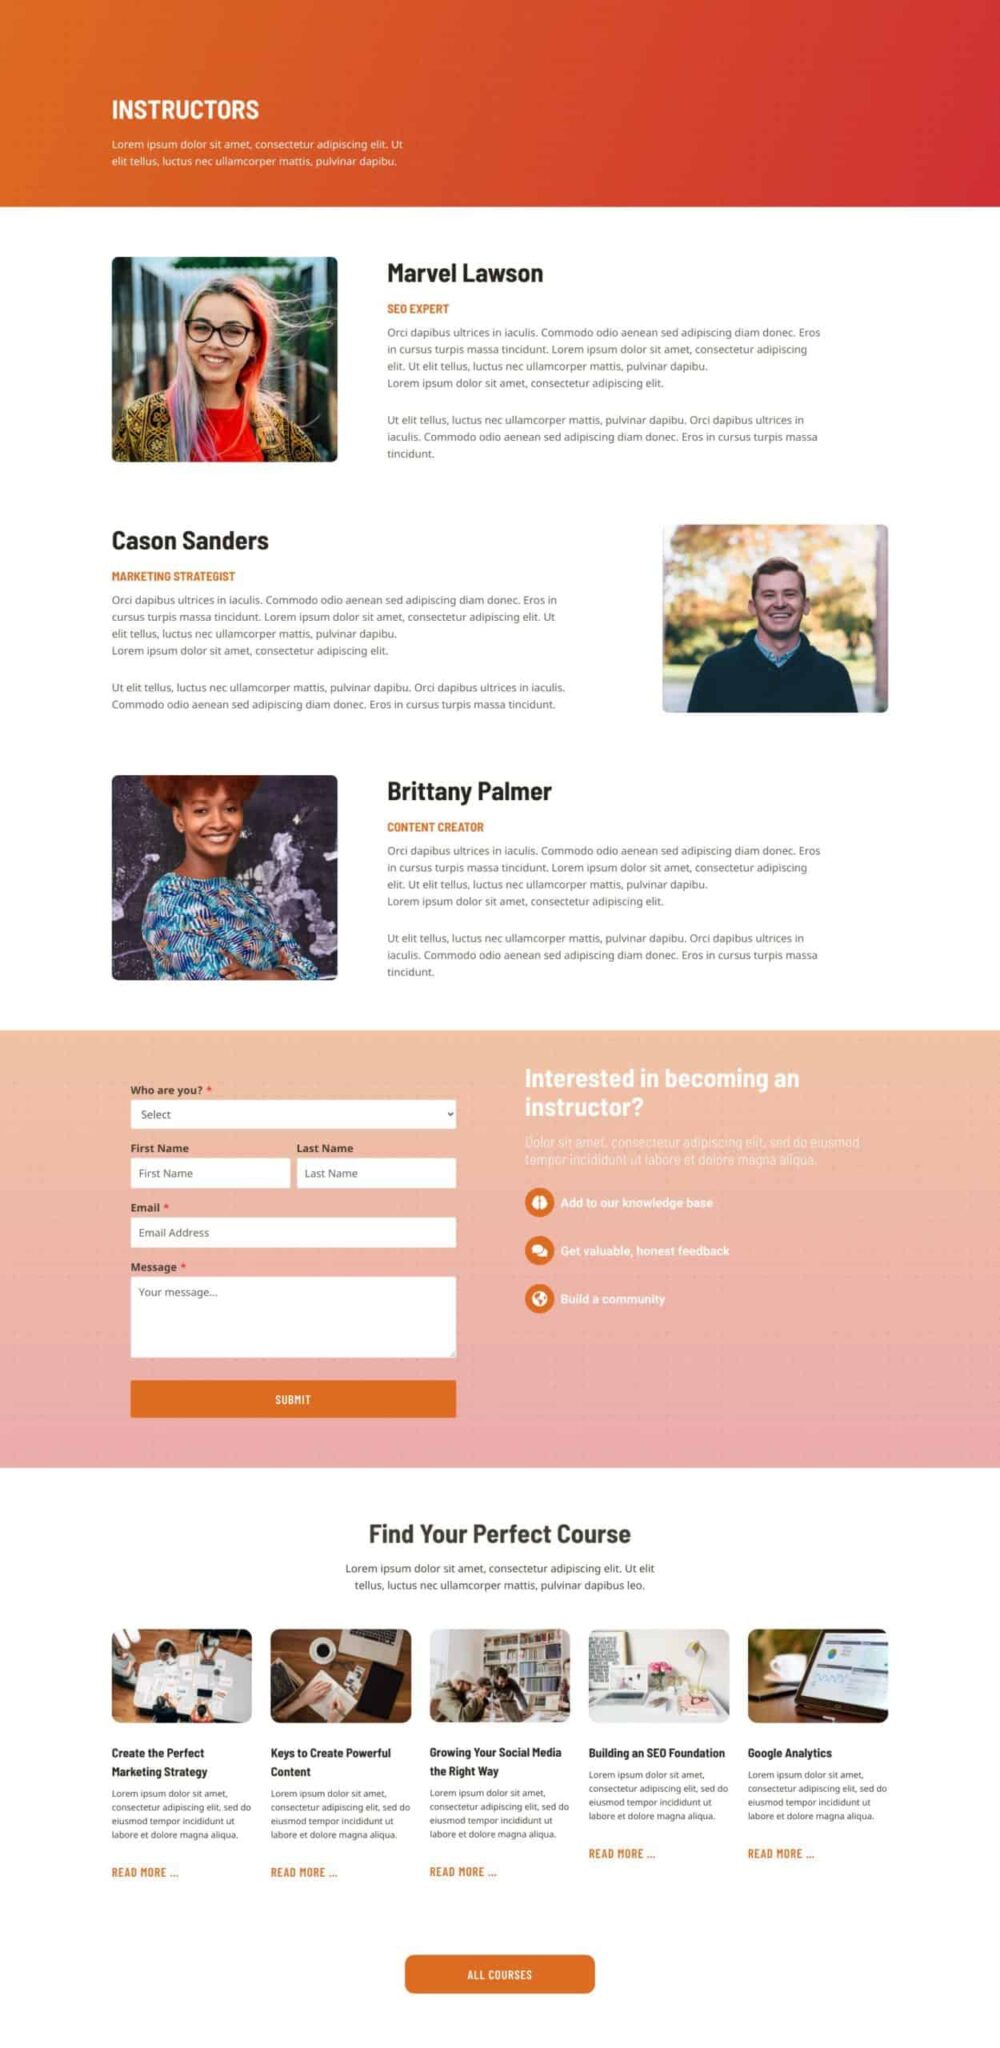 INSTRUCTORS
Lorem ipsum dolor sit amet, consectetur adipiscing elit. Ut
elit tellus, luctus nec ullamcorper mattis, pulvinar dapibu.
Marvel Lawson
SEO EXPERT
Orci dapibus ultrices in iaculis. Commodo odio aenean sed adipiscing diam donec. Eros
in cursus turpis massa tincidunt. Lorem ipsum dolor sit amet, consectetur adipiscing
elit. Ut elit tellus, luctus nec ullamcorper mattis, pulvinar dapibu.
Lorem ipsum dolor sit amet, consectetur adipiscing elit.
Ut elit tellus, luctus nec ullamcorper mattis, pulvinar dapibu. Orci dapibus ultrices in
iaculis. Commodo odio aenean sed adipiscing diam donec. Eros in cursus turpis massa
tincidunt.
Cason Sanders
MARKETING STRATEGIST
Orci dapibus ultrices in iaculis. Commodo odio aenean sed adipiscing diam donec. Eros in
cursus turpis massa tincidunt. Lorem ipsum dolor sit amet, consectetur adipiscing elit. Ut
elit tellus, luctus nec ullamcorper mattis, pulvinar dapibu.
Lorem ipsum dolor sit amet, consectetur adipiscing elit.
Ut elit tellus, luctus nec ullamcorper mattis, pulvinar dapibu. Orci dapibus ultrices in iaculis.
Commodo odio aenean sed adipiscing diam donec. Eros in cursus turpis massa tincidunt.
Brittany Palmer
CONTENT CREATOR
Orci dapibus ultrices in iaculis. Commodo odio aenean sed adipiscing diam donec. Eros
in cursus turpis massa tincidunt. Lorem ipsum dolor sit amet, consectetur adipiscing
elit. Ut elit tellus, luctus nec ullamcorper mattis, pulvinar dapibu.
Lorem ipsum dolor sit amet, consectetur adipiscing elit.
Ut elit tellus, luctus nec ullamcorper mattis, pulvinar dapibu. Orci dapibus ultrices in
iaculis. Commodo odio aenean sed adipiscing diam donec. Eros in cursus turpis massa
tincidunt.
Who are you? *
Select
First Name Last Name
First Name Last Name
Email *
Email Address
Message *
Your message...
SUBMIT
Interested in becoming an
instructor?
Dolor sit amet, consectetur adipiscing elit, sed do eiusmod
tempor incididunt ut labore et dolore magna aliqua.
Add to our knowledge base
Get valuable, honest feedback
Build a community
Find Your Perfect Course
Lorem ipsum dolor sit amet, consectetur adipiscing elit. Ut elit
tellus, luctus nec ullamcorper mattis, pulvinar dapibus leo.
Create the Perfect
Marketing Strategy
Lorem ipsum dolor sit amet,
consectetur adipiscing elit, sed do
eiusmod tempor incididunt ut
labore et dolore magna aliqua.
READ MORE ...
Keys to Create Powerful
Content
Lorem ipsum dolor sit amet,
consectetur adipiscing elit, sed do
eiusmod tempor incididunt ut
labore et dolore magna aliqua.
READ MORE ...
Growing Your Social Media
the Right Way
Lorem ipsum dolor sit amet,
consectetur adipiscing elit, sed do
eiusmod tempor incididunt ut
labore et dolore magna aliqua.
READ MORE ...
Building an SEO Foundation
Lorem ipsum dolor sit amet,
consectetur adipiscing elit, sed do
eiusmod tempor incididunt ut
labore et dolore magna aliqua.
READ MORE ...
Google Analytics
Lorem ipsum dolor sit amet,
consectetur adipiscing elit, sed do
eiusmod tempor incididunt ut
labore et dolore magna aliqua.
READ MORE ...
ALL COURSES